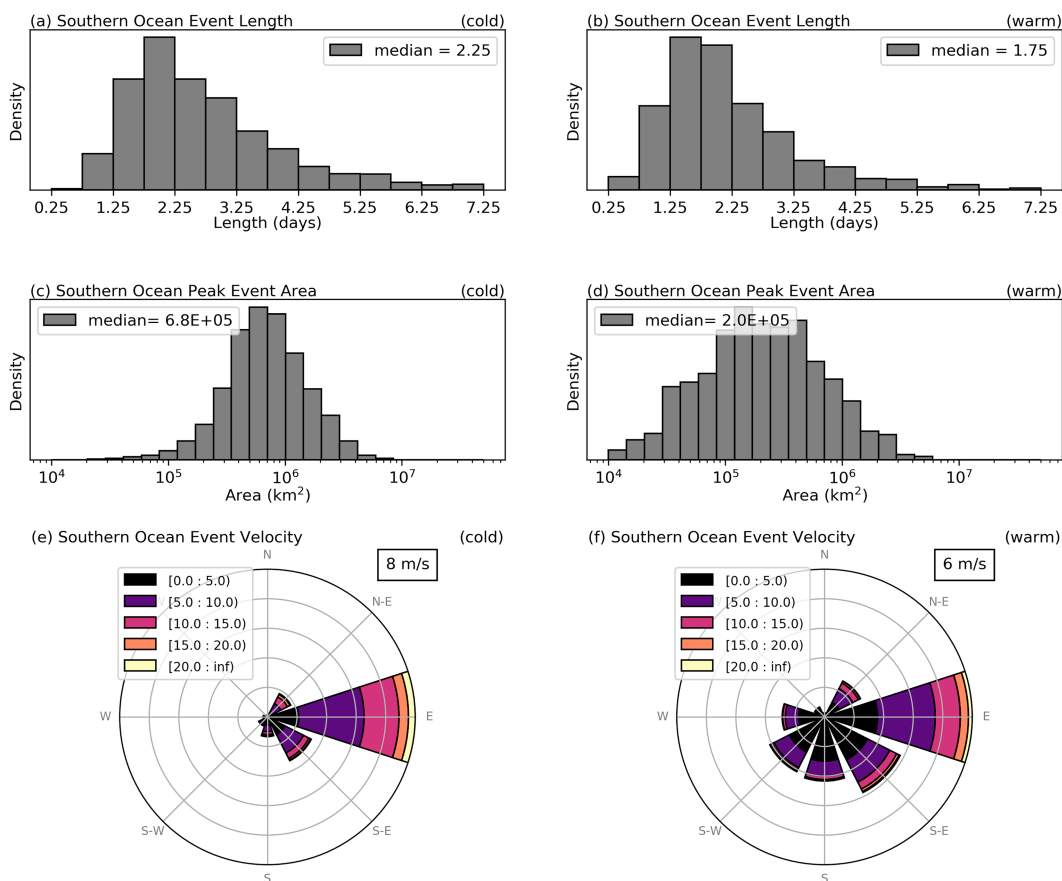 (a) Southern Ocean Event Length (cold)
median = 2.25
Density
0.25 1.25 2.25 3.25 4.25 5.25 6.25 7.25
Length (days)
(b) Southern Ocean Event Length (warm)
median = 1.75
Density
0.25 1.25 2.25 3.25 4.25 5.25 6.25 7.25
Length (days)
(c) Southern Ocean Peak Event Area (cold)
median= 6.8E+05
Density
10⁴ 10⁵ 10⁶ 10⁷
Area (km²)
(d) Southern Ocean Peak Event Area (warm)
median= 2.0E+05
Density
10⁴ 10⁵ 10⁶ 10⁷
Area (km²)
(e) Southern Ocean Event Velocity (cold)
N
8 m/s
[0.0 : 5.0)
[5.0 : 10.0)
[10.0 : 15.0)
[15.0 : 20.0)
[20.0 : inf)
N-E
W
E
S-W
S-E
S
(f) Southern Ocean Event Velocity (warm)
N
6 m/s
[0.0 : 5.0)
[5.0 : 10.0)
[10.0 : 15.0)
[15.0 : 20.0)
[20.0 : inf)
N-E
W
E
S-W
S-E
S